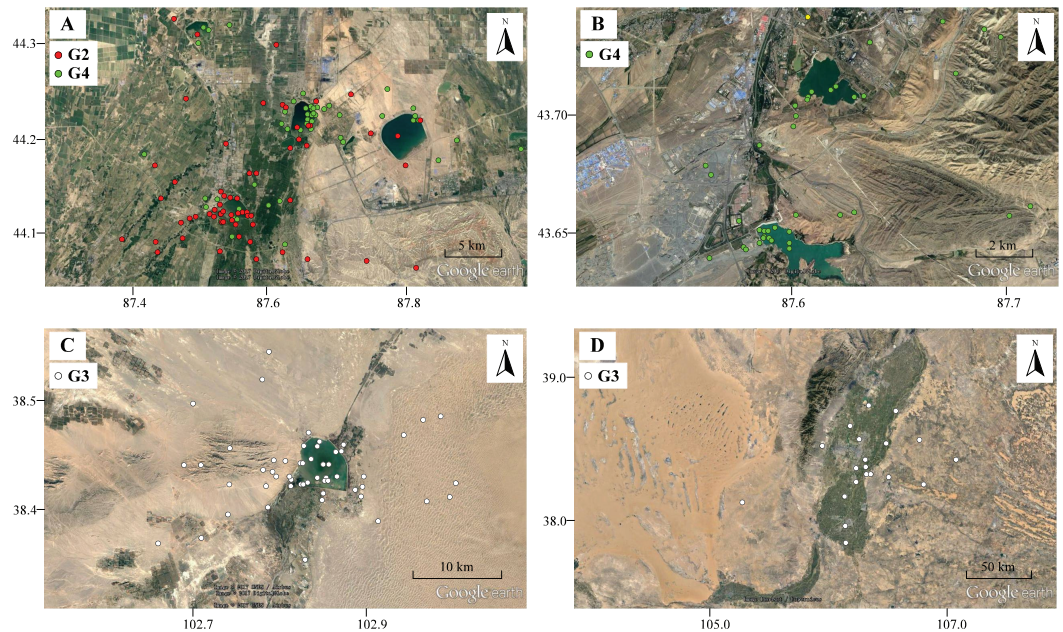 A
N
G2
G4
44.3
44.2
44.1
5 km
Google earth
87.4
87.6
87.8
B
N
G4
43.70
43.65
2 km
Google earth
87.6
87.7
C
N
G3
38.5
38.4
10 km
Google earth
102.7
102.9
D
N
G3
39.0
38.0
50 km
Google earth
105.0
107.0